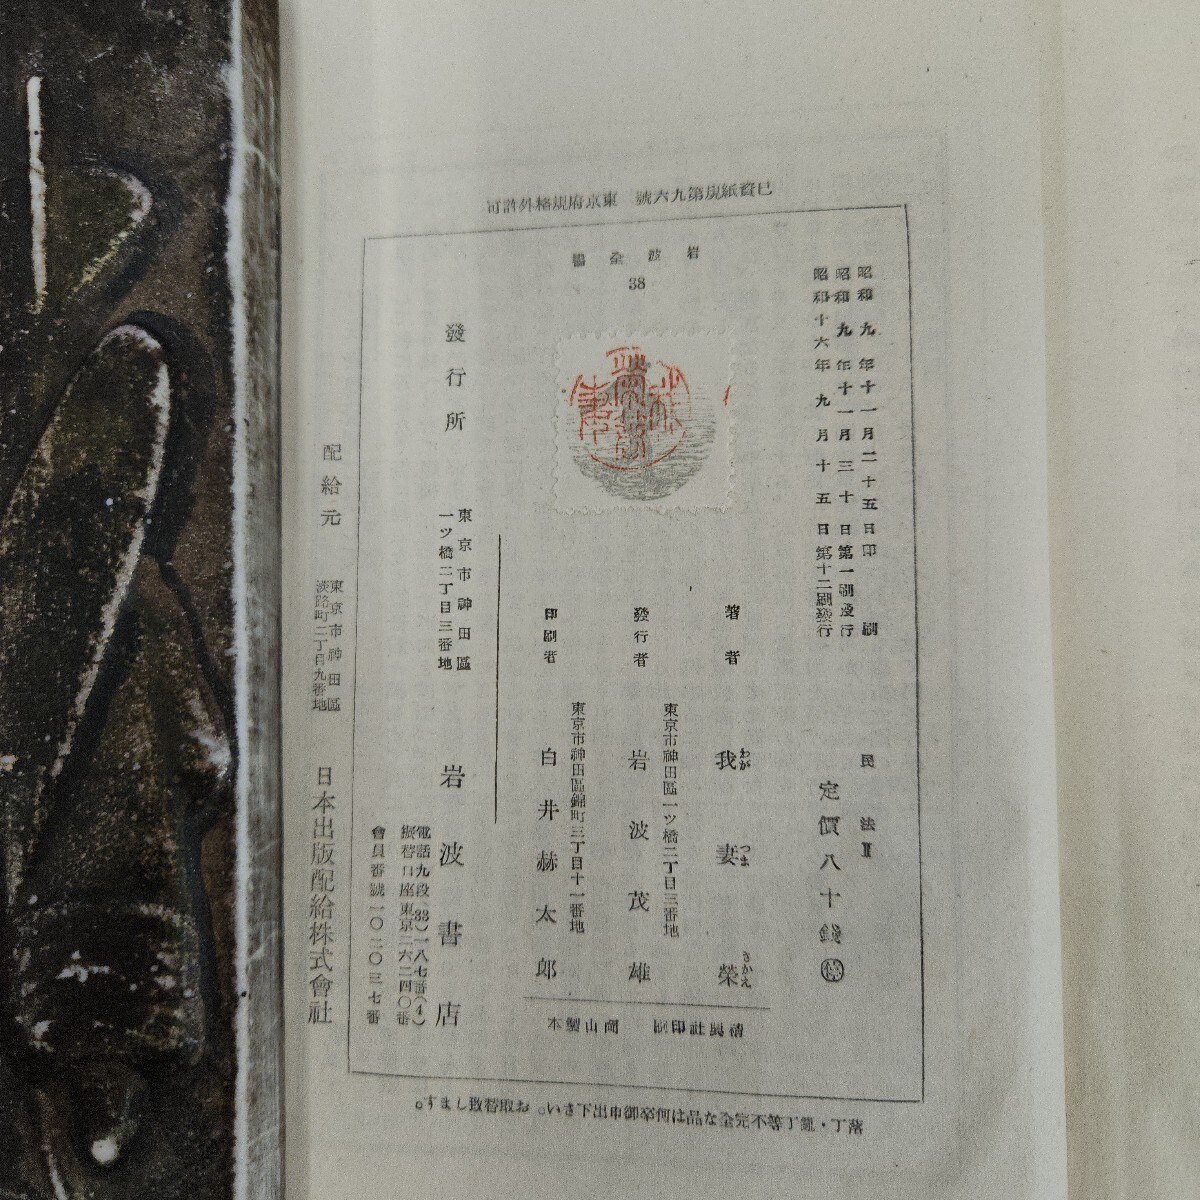 巳資紙規第九六號　東京府規格外許可
岩波全書
38
昭和九年十一月二十五日印刷
昭和九年十一月三十日第一刷發行
昭和十六年九月十五日第十二刷發行
民法Ⅱ
定價八十錢㊕
著者　我妻榮
わが　つま　さかえ
東京市神田區一ツ橋二丁目三番地
發行者　岩波茂雄
東京市神田區錦町三丁目十一番地
印刷者　白井赫太郎
精興社印刷　岡山製本
發行所
東京市神田區
一ツ橋二丁目三番地
岩波書店
電話九段(33)一八七番(4)
振替口座東京二六二四〇番
會員番號一〇二〇三七番
配給元
東京市神田區
淡路町二丁目九番地
日本出版配給株式會社
落丁・亂丁等不完全な品は何卒御申出下さい。お取替致します。